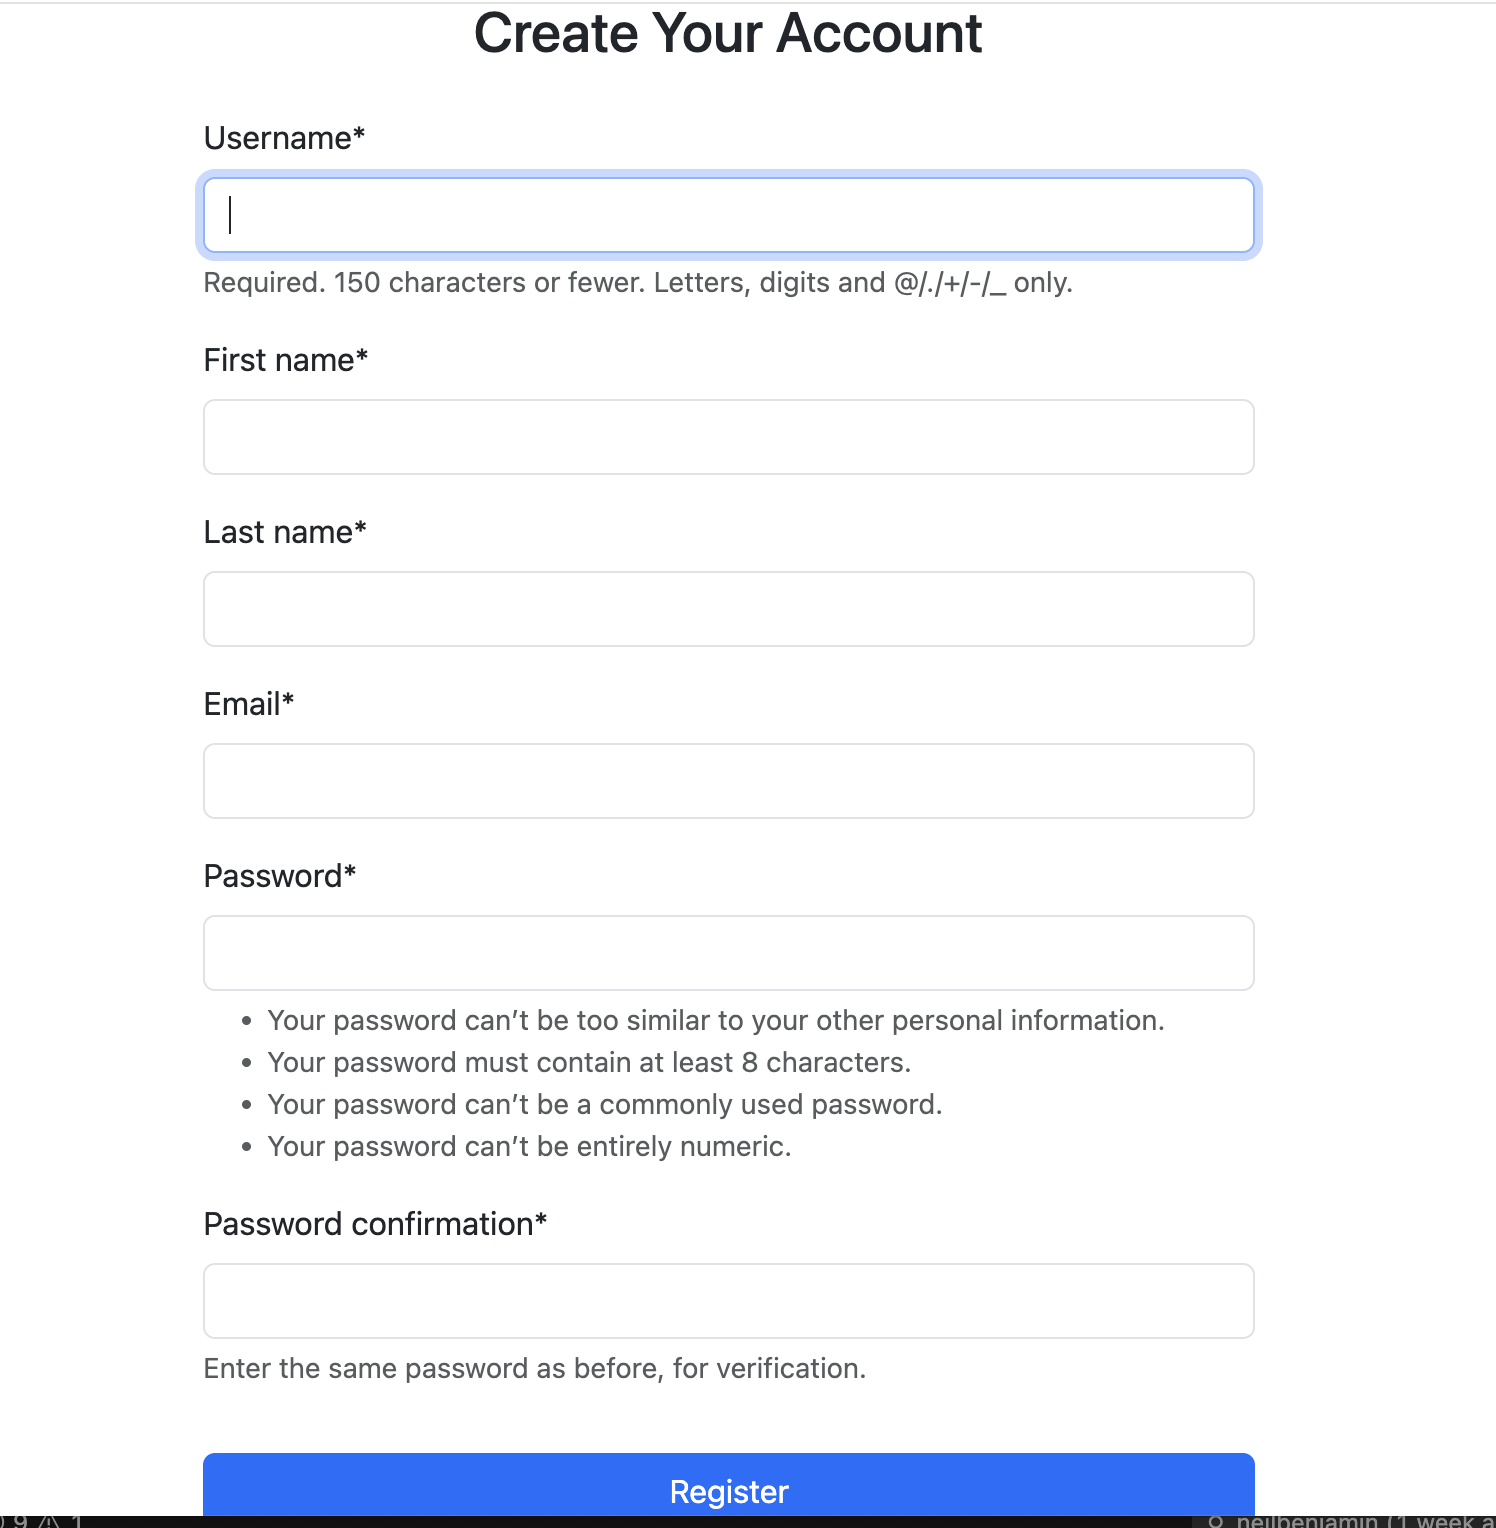 Create Your Account
Username*
Required. 150 characters or fewer. Letters, digits and @/./+/-/_ only.
First name*
Last name*
Email*
Password*
• Your password can’t be too similar to your other personal information.
• Your password must contain at least 8 characters.
• Your password can’t be a commonly used password.
• Your password can’t be entirely numeric.
Password confirmation*
Enter the same password as before, for verification.
Register
9 1 neilbenjamin (1 week a